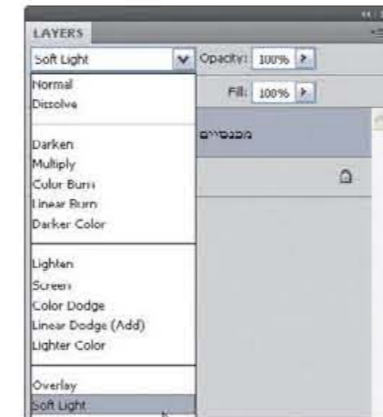 LAYERS
Soft Light Opacity: 100%
Normal Fill: 100%
Dissolve
מכנסיים
Darken
Multiply
Color Burn
Linear Burn
Darker Color
Lighten
Screen
Color Dodge
Linear Dodge (Add)
Lighter Color
Overlay
Soft Light